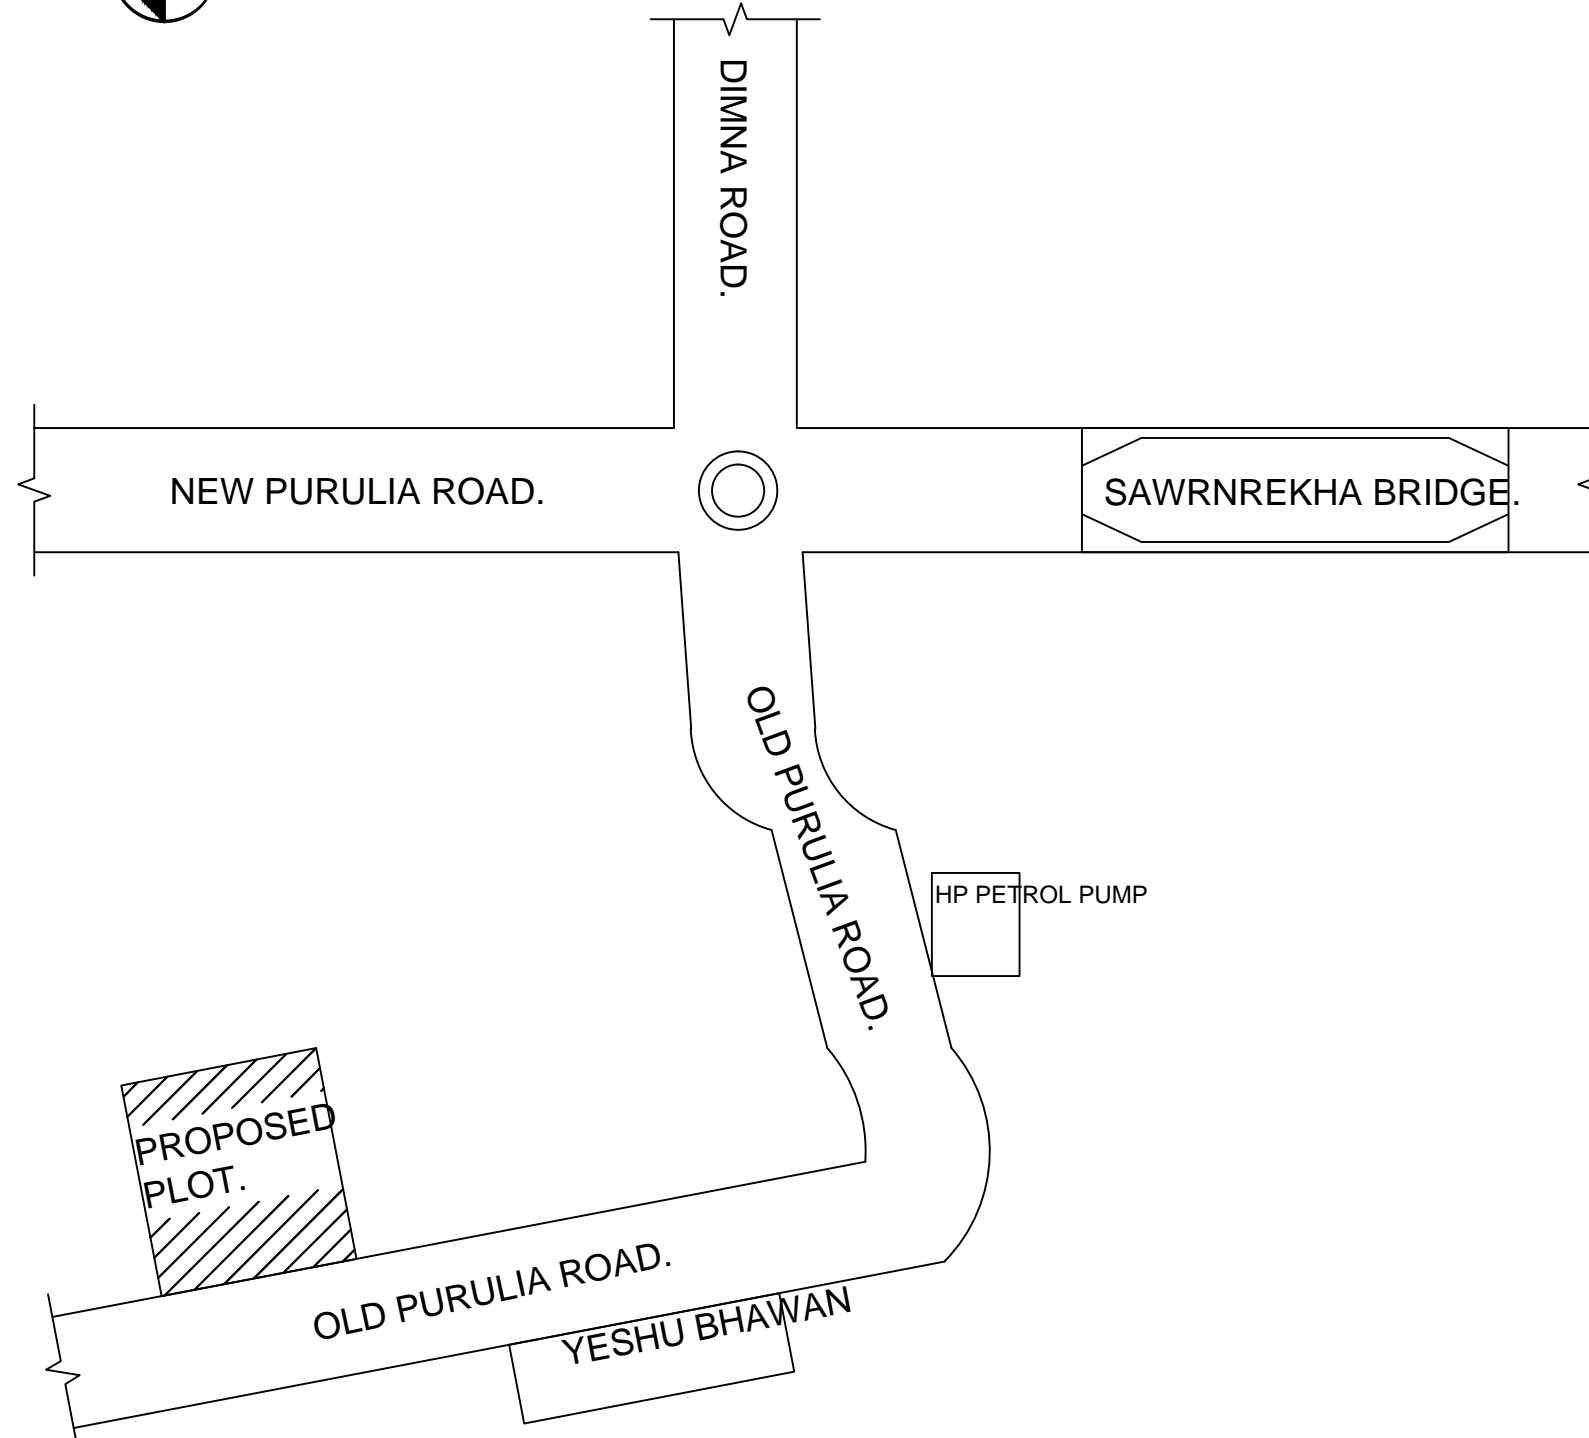 DIMNA ROAD.
NEW PURULIA ROAD.
SAWRNREKHA BRIDGE.
OLD PURULIA ROAD.
HP PETROL PUMP
PROPOSED
PLOT.
OLD PURULIA ROAD.
YESHU BHAWAN